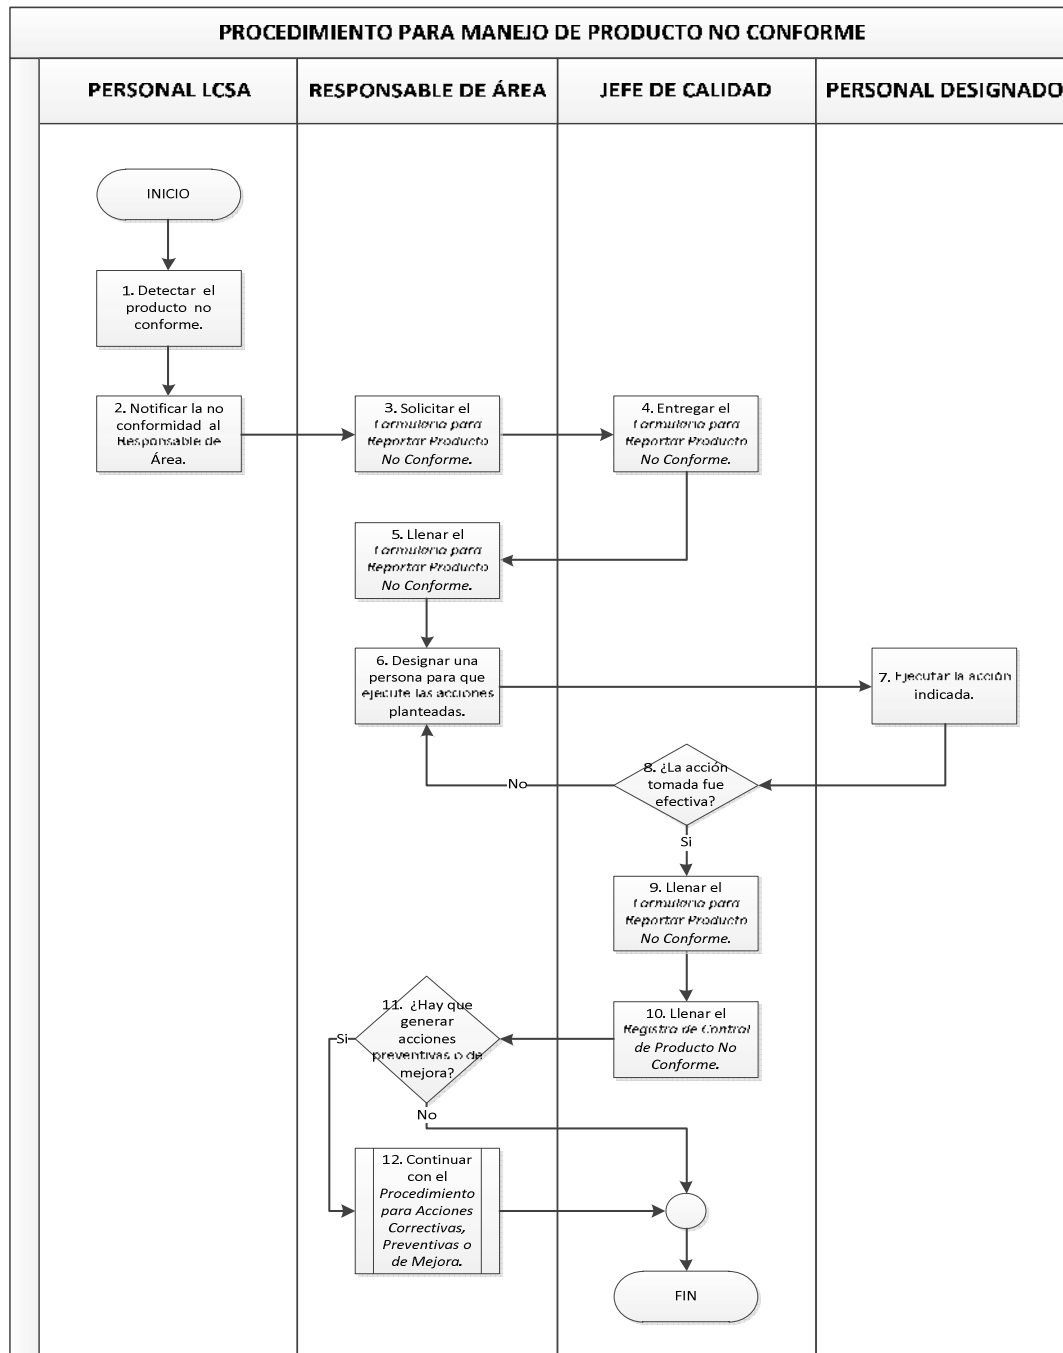 PROCEDIMIENTO PARA MANEJO DE PRODUCTO NO CONFORME
PERSONAL LCSA
RESPONSABLE DE ÁREA
JEFE DE CALIDAD
PERSONAL DESIGNADO
INICIO
1. Detectar el
producto no
conforme.
2. Notificar la no
conformidad al
Responsable de
Área.
3. Solicitar el
Formulario para
Reportar Producto
No Conforme.
4. Entregar el
Formulario para
Reportar Producto
No Conforme.
5. Llenar el
Formulario para
Reportar Producto
No Conforme.
6. Designar una
persona para que
ejecute las acciones
planteadas.
7. Ejecutar la acción
indicada.
8. ¿La acción
tomada fue
efectiva?
No
Si
9. Llenar el
Formulario para
Reportar Producto
No Conforme.
10. Llenar el
Registro de Control
de Producto No
Conforme.
11. ¿Hay que
generar
acciones
preventivas o de
mejora?
Si
No
12. Continuar
con el
Procedimiento
para Acciones
Correctivas,
Preventivas o
de Mejora.
FIN